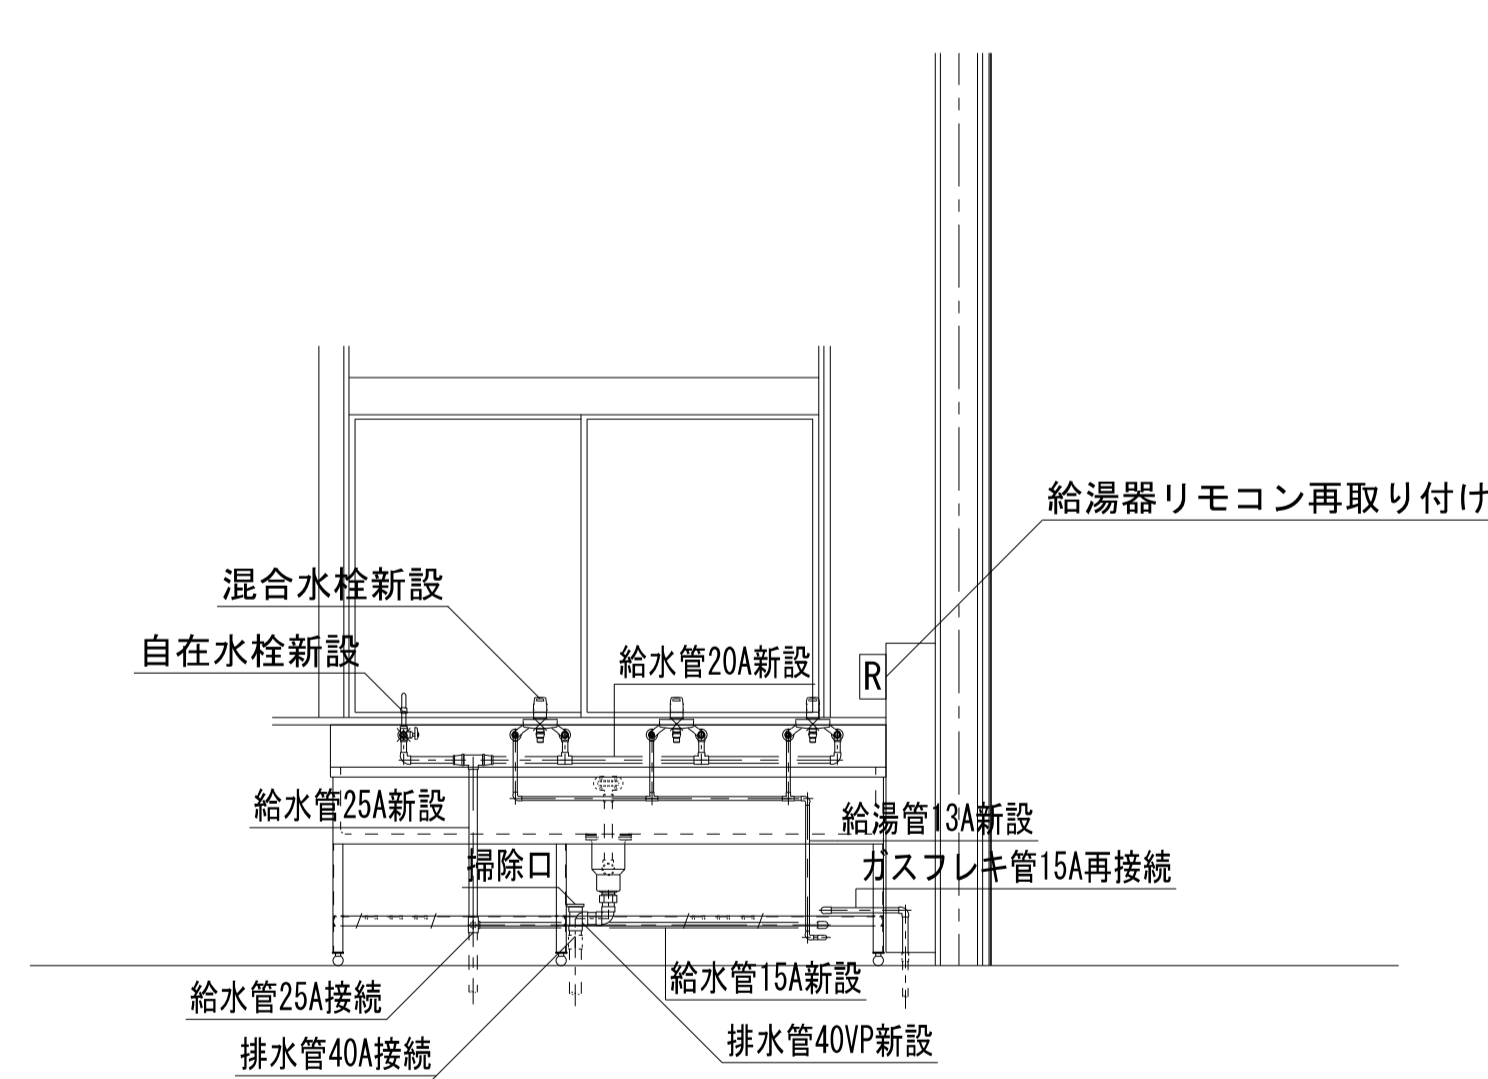 給湯器リモコン再取り付け
混合水栓新設
自在水栓新設
給水管20A新設
R
給水管25A新設
給湯管13A新設
掃除口
ガスフレキ管15A再接続
給水管15A新設
給水管25A接続
排水管40VP新設
排水管40A接続